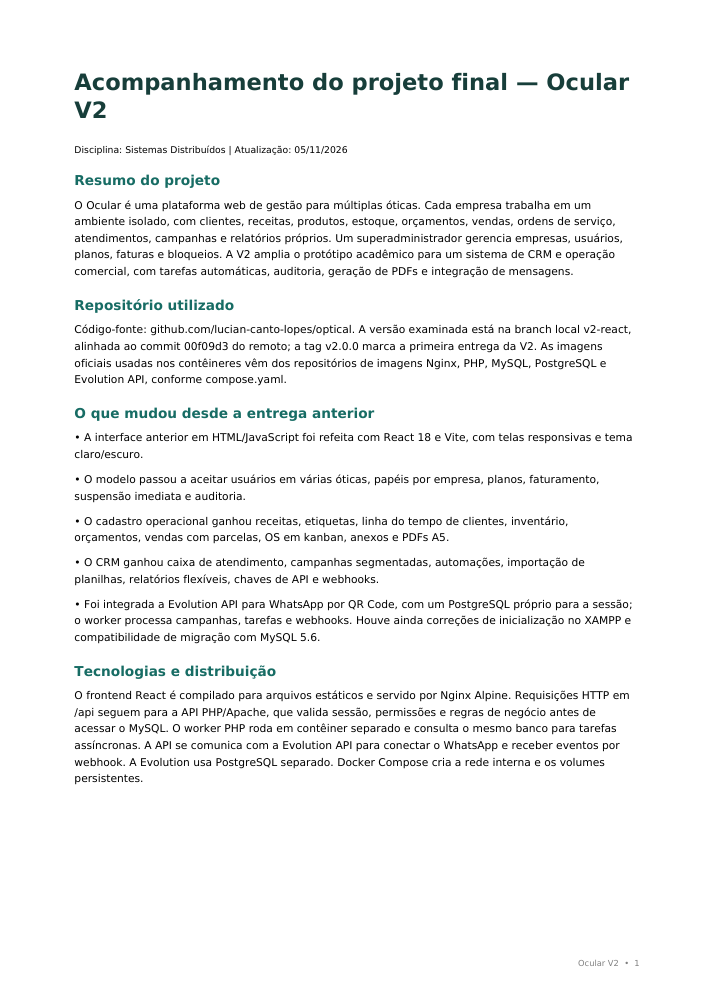 Acompanhamento do projeto final — Ocular
V2
Disciplina: Sistemas Distribuídos | Atualização: 05/11/2026
Resumo do projeto
O Ocular é uma plataforma web de gestão para múltiplas óticas. Cada empresa trabalha em um
ambiente isolado, com clientes, receitas, produtos, estoque, orçamentos, vendas, ordens de serviço,
atendimentos, campanhas e relatórios próprios. Um superadministrador gerencia empresas, usuários,
planos, faturas e bloqueios. A V2 amplia o protótipo acadêmico para um sistema de CRM e operação
comercial, com tarefas automáticas, auditoria, geração de PDFs e integração de mensagens.
Repositório utilizado
Código-fonte: github.com/lucian-canto-lopes/optical. A versão examinada está na branch local v2-react,
alinhada ao commit 00f09d3 do remoto; a tag v2.0.0 marca a primeira entrega da V2. As imagens
oficiais usadas nos contêineres vêm dos repositórios de imagens Nginx, PHP, MySQL, PostgreSQL e
Evolution API, conforme compose.yaml.
O que mudou desde a entrega anterior
• A interface anterior em HTML/JavaScript foi refeita com React 18 e Vite, com telas responsivas e tema
claro/escuro.
• O modelo passou a aceitar usuários em várias óticas, papéis por empresa, planos, faturamento,
suspensão imediata e auditoria.
• O cadastro operacional ganhou receitas, etiquetas, linha do tempo de clientes, inventário,
orçamentos, vendas com parcelas, OS em kanban, anexos e PDFs A5.
• O CRM ganhou caixa de atendimento, campanhas segmentadas, automações, importação de
planilhas, relatórios flexíveis, chaves de API e webhooks.
• Foi integrada a Evolution API para WhatsApp por QR Code, com um PostgreSQL próprio para a sessão;
o worker processa campanhas, tarefas e webhooks. Houve ainda correções de inicialização no XAMPP e
compatibilidade de migração com MySQL 5.6.
Tecnologias e distribuição
O frontend React é compilado para arquivos estáticos e servido por Nginx Alpine. Requisições HTTP em
/api seguem para a API PHP/Apache, que valida sessão, permissões e regras de negócio antes de
acessar o MySQL. O worker PHP roda em contêiner separado e consulta o mesmo banco para tarefas
assíncronas. A API se comunica com a Evolution API para conectar o WhatsApp e receber eventos por
webhook. A Evolution usa PostgreSQL separado. Docker Compose cria a rede interna e os volumes
persistentes.
Ocular V2 • 1